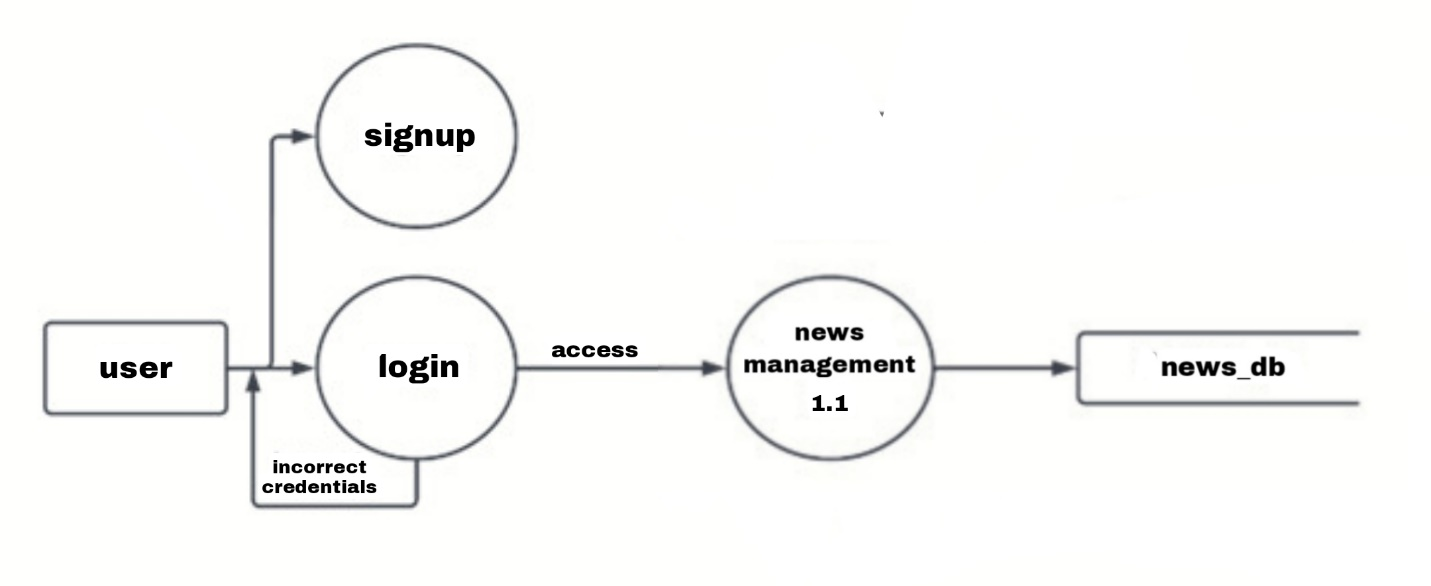 signup
user
login
access
news
management
1.1
news_db
incorrect
credentials